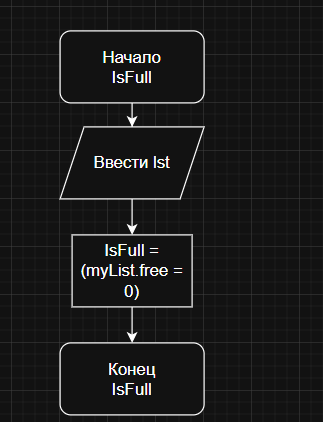 Начало
IsFull
Ввести lst
IsFull =
(myList.free =
0)
Конец
IsFull